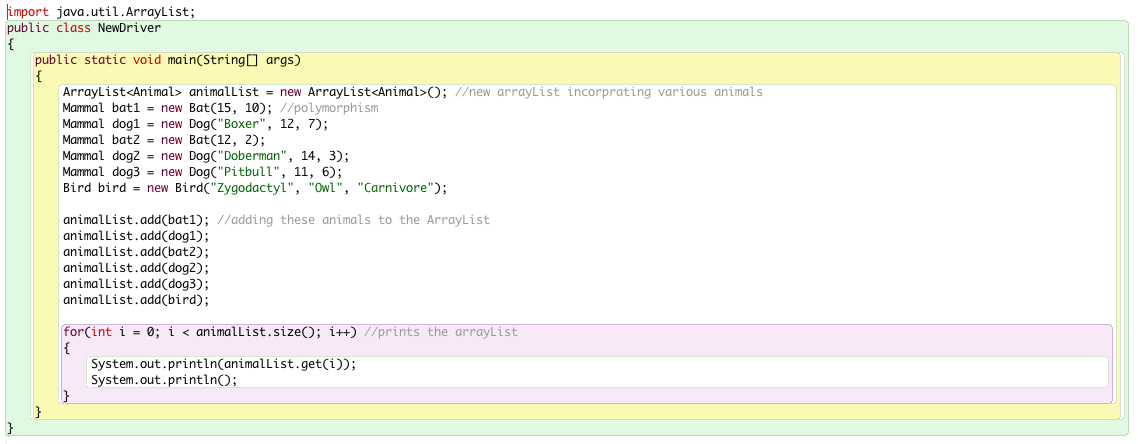 import java.util.ArrayList;
public class NewDriver
{
    public static void main(String[] args)
    {
        ArrayList<Animal> animalList = new ArrayList<Animal>(); //new arrayList incorprating various animals
        Mammal bat1 = new Bat(15, 10); //polymorphism
        Mammal dog1 = new Dog("Boxer", 12, 7);
        Mammal bat2 = new Bat(12, 2);
        Mammal dog2 = new Dog("Doberman", 14, 3);
        Mammal dog3 = new Dog("Pitbull", 11, 6);
        Bird bird = new Bird("Zygodactyl", "Owl", "Carnivore");

        animalList.add(bat1); //adding these animals to the ArrayList
        animalList.add(dog1);
        animalList.add(bat2);
        animalList.add(dog2);
        animalList.add(dog3);
        animalList.add(bird);

        for(int i = 0; i < animalList.size(); i++) //prints the arrayList
        {
            System.out.println(animalList.get(i));
            System.out.println();
        }
    }
}